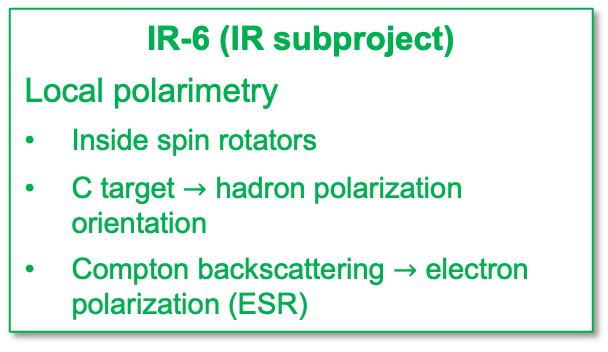 IR-6 (IR subproject)
Local polarimetry
• Inside spin rotators
• C target → hadron polarization
orientation
• Compton backscattering → electron
polarization (ESR)